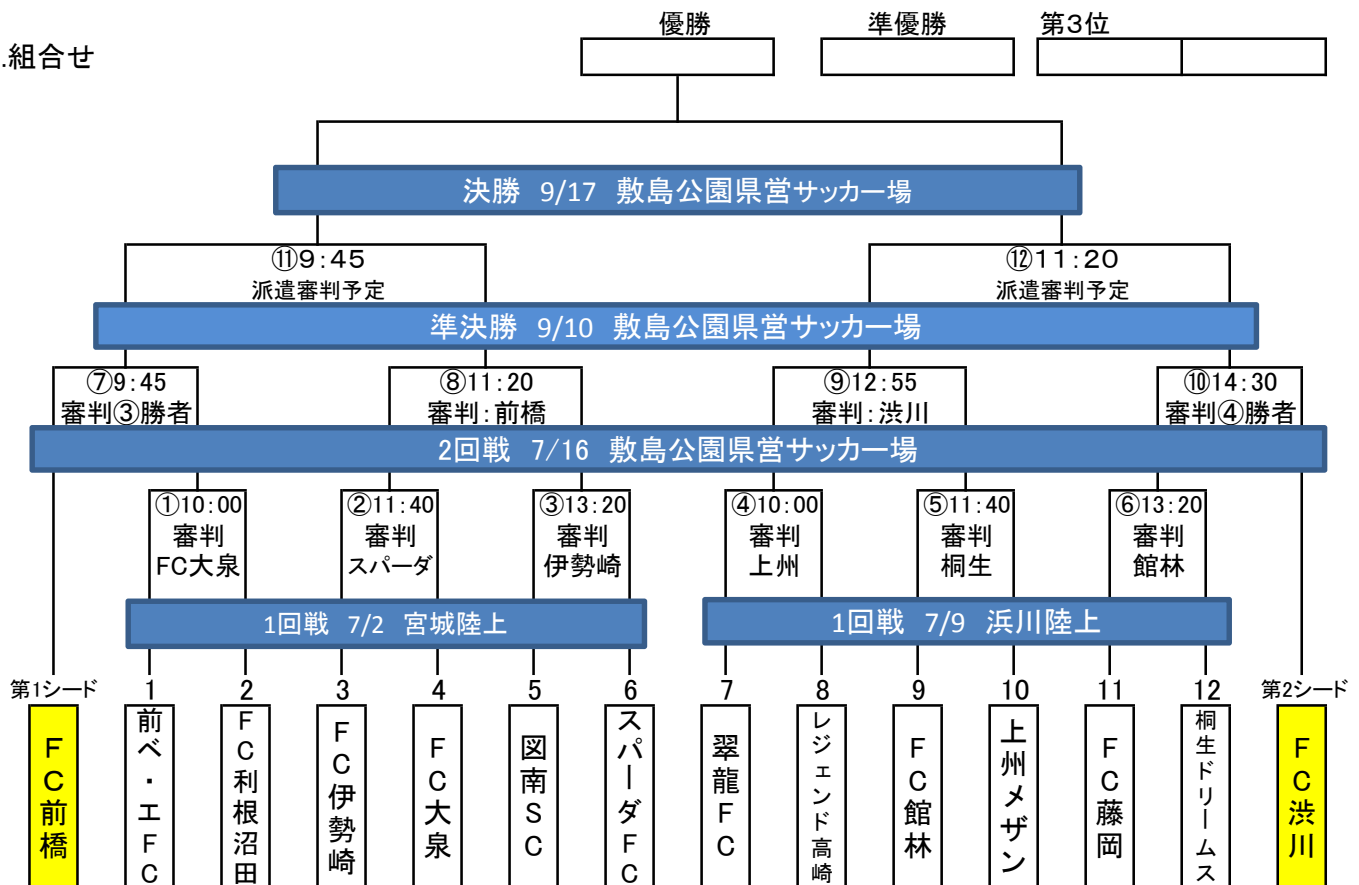 優勝 準優勝 第3位
.組合せ
決勝 9/17 敷島公園県営サッカー場
⑪9:45 ⑫11:20
派遣審判予定 派遣審判予定
準決勝 9/10 敷島公園県営サッカー場
⑦9:45 ⑧11:20 ⑨12:55 ⑩14:30
審判③勝者 審判:前橋 審判:渋川 審判④勝者
2回戦 7/16 敷島公園県営サッカー場
①10:00 ②11:40 ③13:20 ④10:00 ⑤11:40 ⑥13:20
審判 審判 審判 審判 審判 審判
FC大泉 スパーダ 伊勢崎 上州 桐生 館林
1回戦 7/2 宮城陸上 1回戦 7/9 浜川陸上
第1シード 1 2 3 4 5 6 7 8 9 10 11 12 第2シード
FC前橋
前べ・エFC
FC利根沼田
FC伊勢崎
FC大泉
図南SC
スパーダFC
翠龍FC
レジェンド高崎
FC館林
上州メザン
FC藤岡
桐生ドリームス
FC渋川